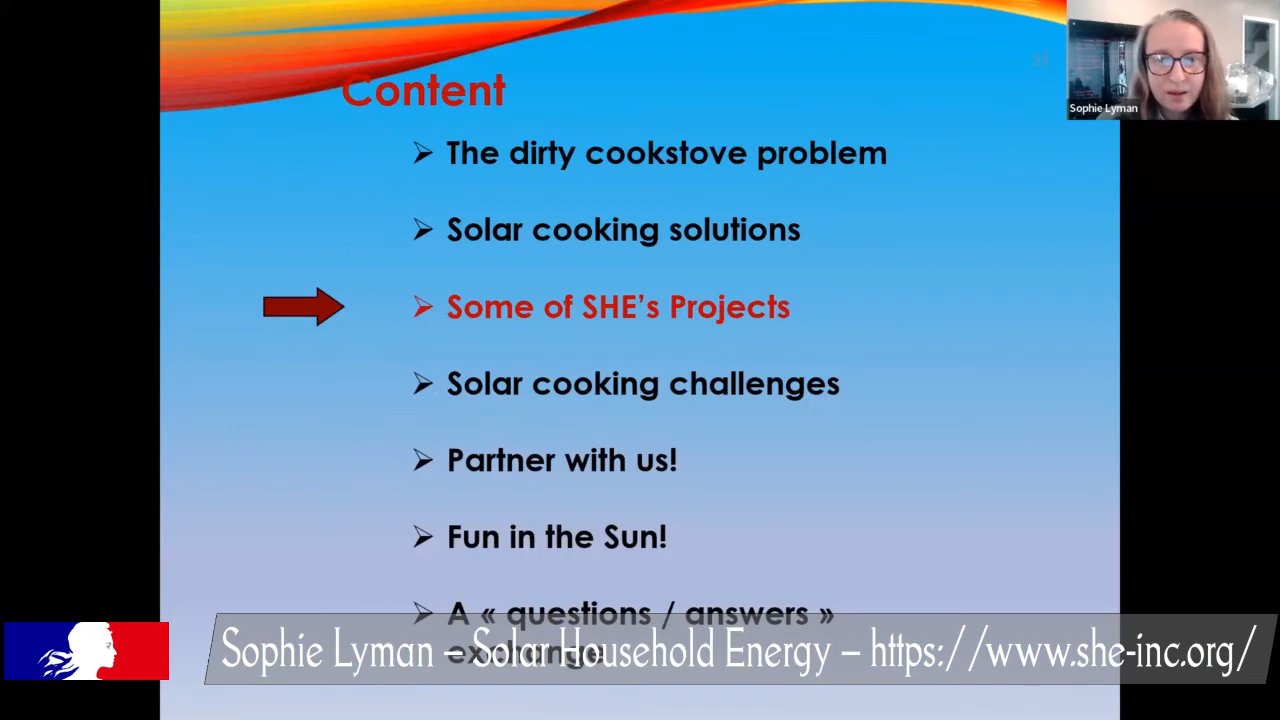 Content
Sophie Lyman
➢ The dirty cookstove problem
➢ Solar cooking solutions
➢ Some of SHE’s Projects
➢ Solar cooking challenges
➢ Partner with us!
➢ Fun in the Sun!
➢ A « questions / answers »
exchange
Sophie Lyman – Solar Household Energy – https://www.she-inc.org/